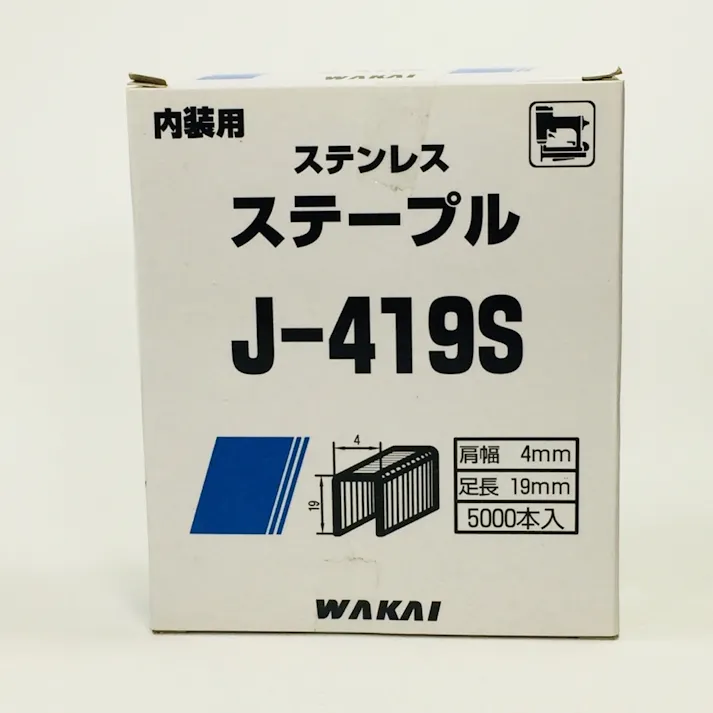 WAKAI
内装用
ステンレス
ステープル
J-419S
4
19
肩幅 4mm
足長 19mm
5000本入
WAKAI